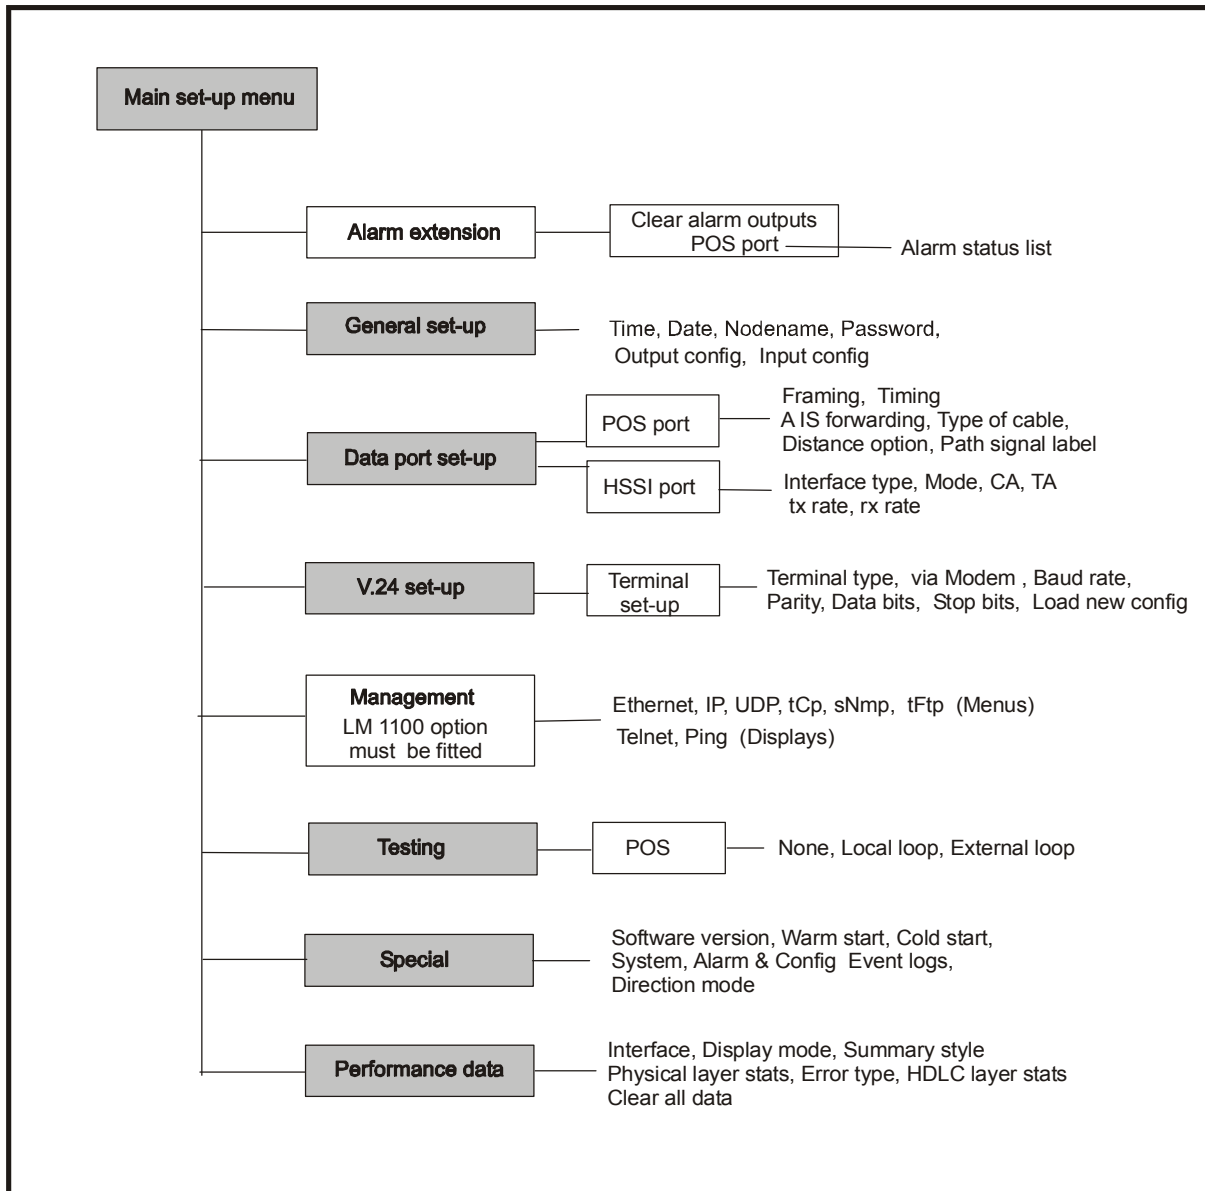 Main set-up menu
Alarm extension
Clear alarm outputs
POS port
Alarm status list
General set-up
Time, Date, Nodename, Password,
Output config, Input config
Data port set-up
POS port
Framing, Timing
A IS forwarding, Type of cable,
Distance option, Path signal label
HSSI port
Interface type, Mode, CA, TA
tx rate, rx rate
V.24 set-up
Terminal
set-up
Terminal type, via Modem , Baud rate,
Parity, Data bits, Stop bits, Load new config
Management
LM 1100 option
must be fitted
Ethernet, IP, UDP, tCp, sNmp, tFtp (Menus)
Telnet, Ping (Displays)
Testing
POS
None, Local loop, External loop
Special
Software version, Warm start, Cold start,
System, Alarm & Config Event logs,
Direction mode
Performance data
Interface, Display mode, Summary style
Physical layer stats, Error type, HDLC layer stats
Clear all data